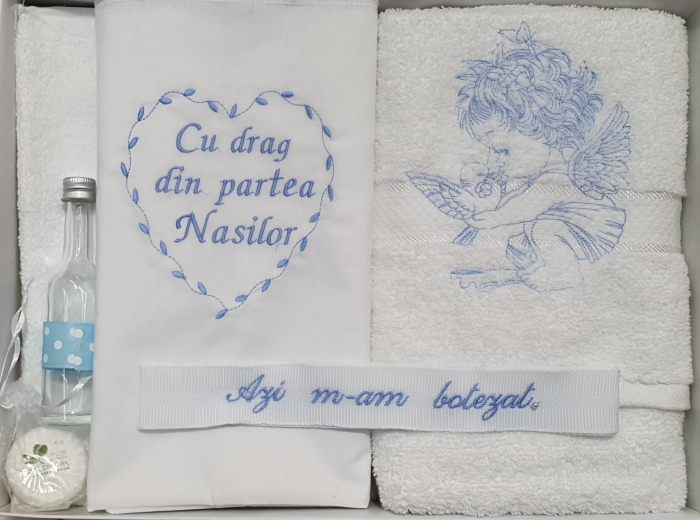 Cu drag
din partea
Nasilor
Azi m-am botezat.